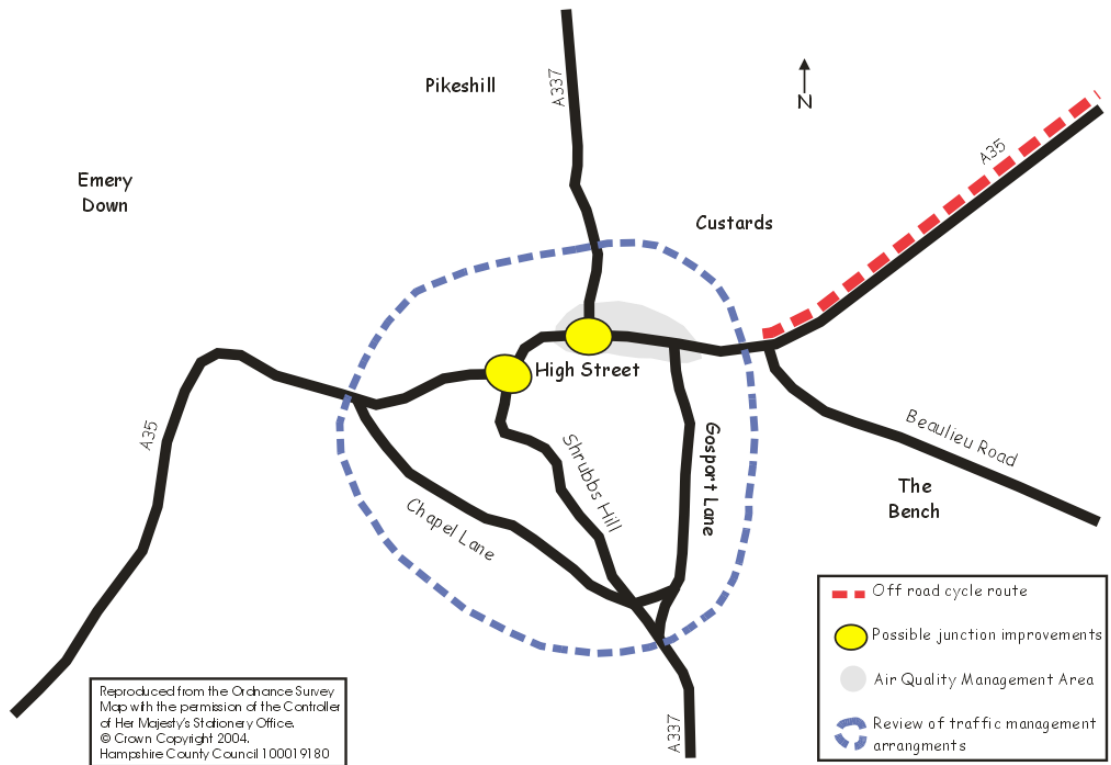 A337
Pikeshill
N
A35
Emery
Down
Custards
High Street
A35
Beaulieu Road
Shrubbs Hill
Gosport Lane
The
Bench
Chapel Lane
A337
Off road cycle route
Possible junction improvements
Air Quality Management Area
Review of traffic management
arrangments
Reproduced from the Ordnance Survey
Map with the permission of the Controller
of Her Majesty's Stationery Office.
© Crown Copyright 2004.
Hampshire County Council 100019180